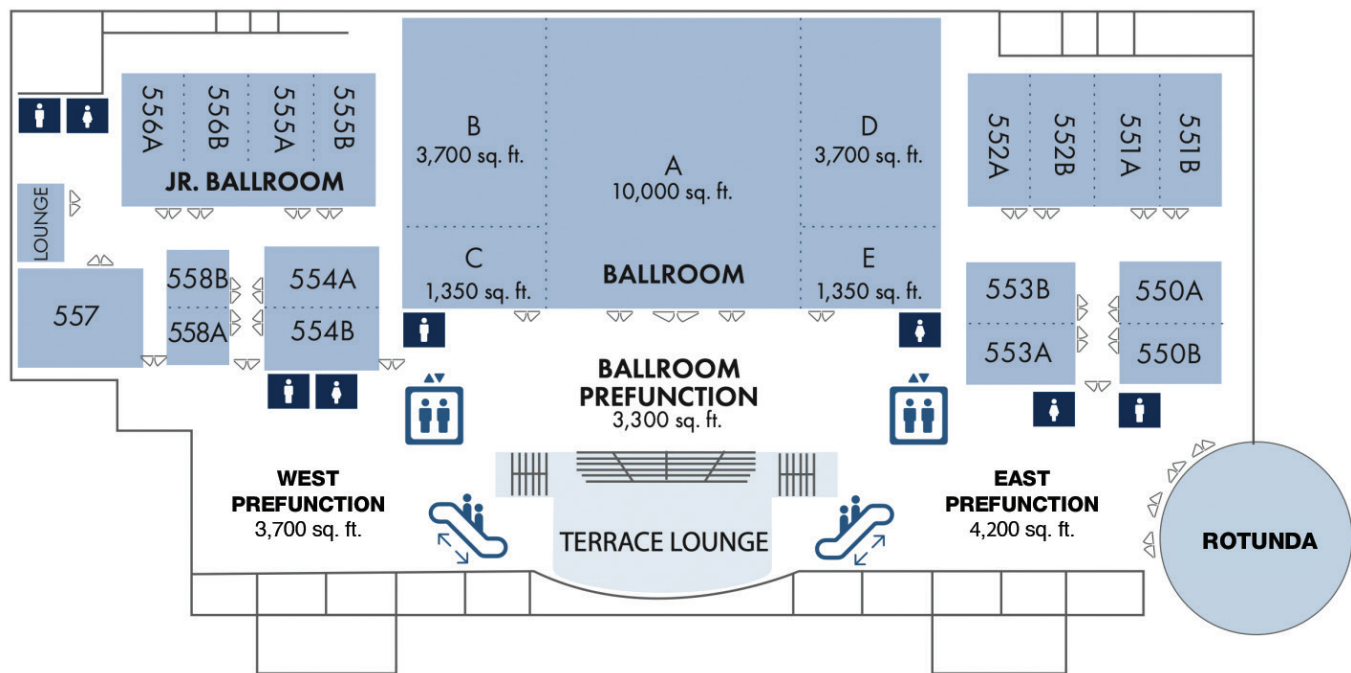 556A
556B
555A
555B
JR. BALLROOM
LOUNGE
557
558B
558A
554A
554B
B
3,700 sq. ft.
C
1,350 sq. ft.
A
10,000 sq. ft.
BALLROOM
D
3,700 sq. ft.
E
1,350 sq. ft.
552A
552B
551A
551B
553B
553A
550A
550B
BALLROOM
PREFUNCTION
3,300 sq. ft.
WEST
PREFUNCTION
3,700 sq. ft.
TERRACE LOUNGE
EAST
PREFUNCTION
4,200 sq. ft.
ROTUNDA